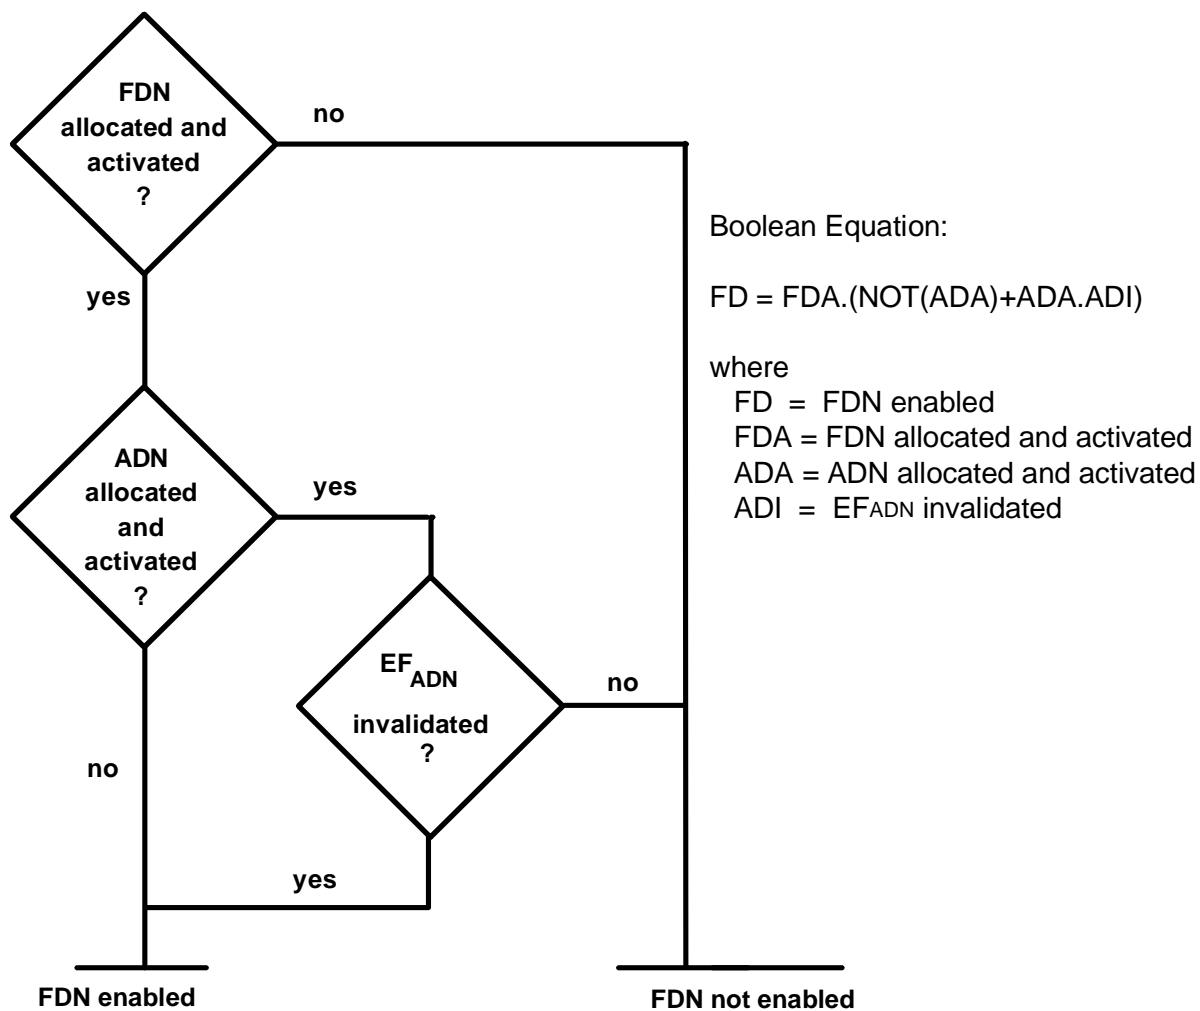 FDN
allocated and
activated
?
no
yes
Boolean Equation:
FD = FDA.(NOT(ADA)+ADA.ADI)
where
FD = FDN enabled
FDA = FDN allocated and activated
ADA = ADN allocated and activated
ADI = EFADN invalidated
ADN
allocated
and
activated
?
yes
no
EFADN
invalidated
?
no
yes
FDN enabled
FDN not enabled